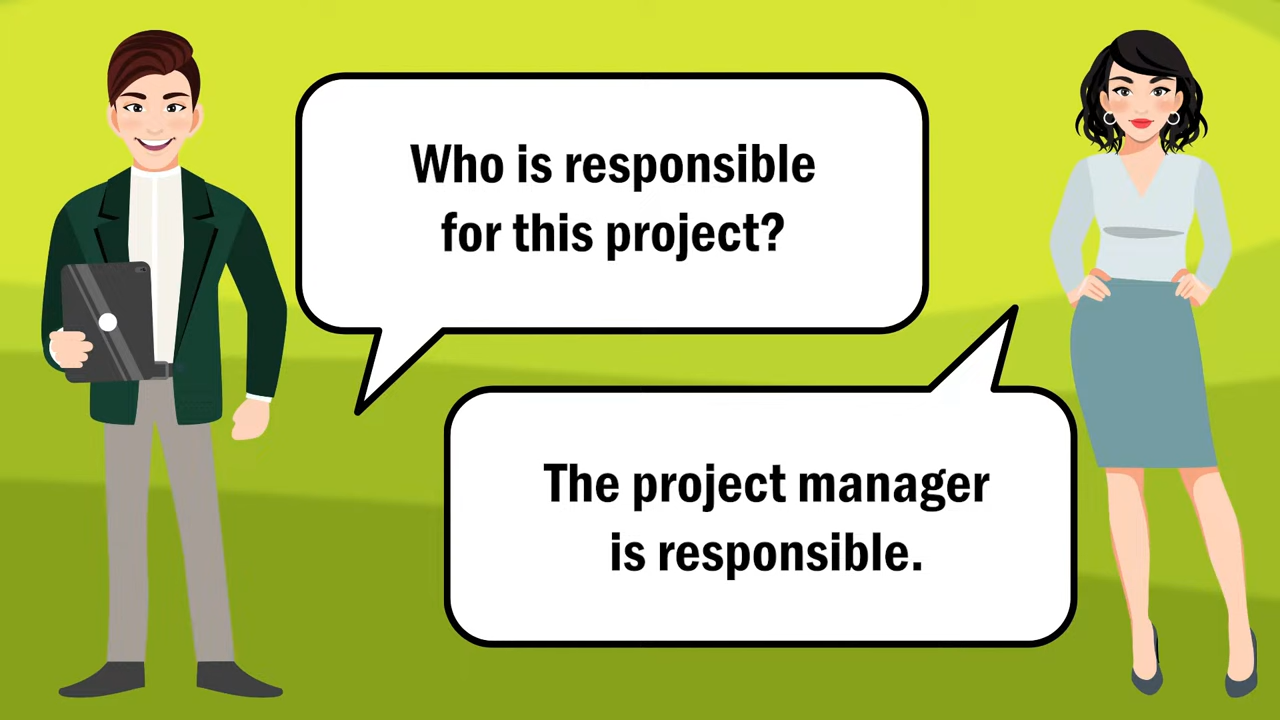 Who is responsible
for this project?
The project manager
is responsible.